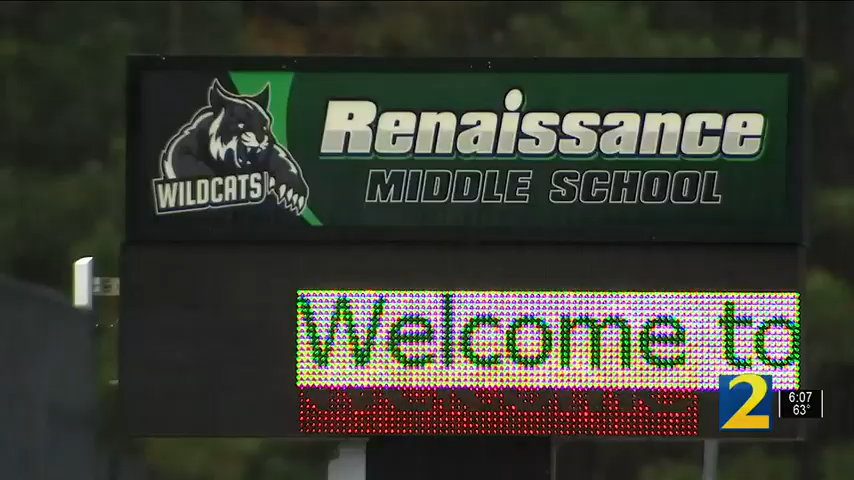 Renaissance
MIDDLE SCHOOL
WILDCATS
Welcome to
2
6:07
63°